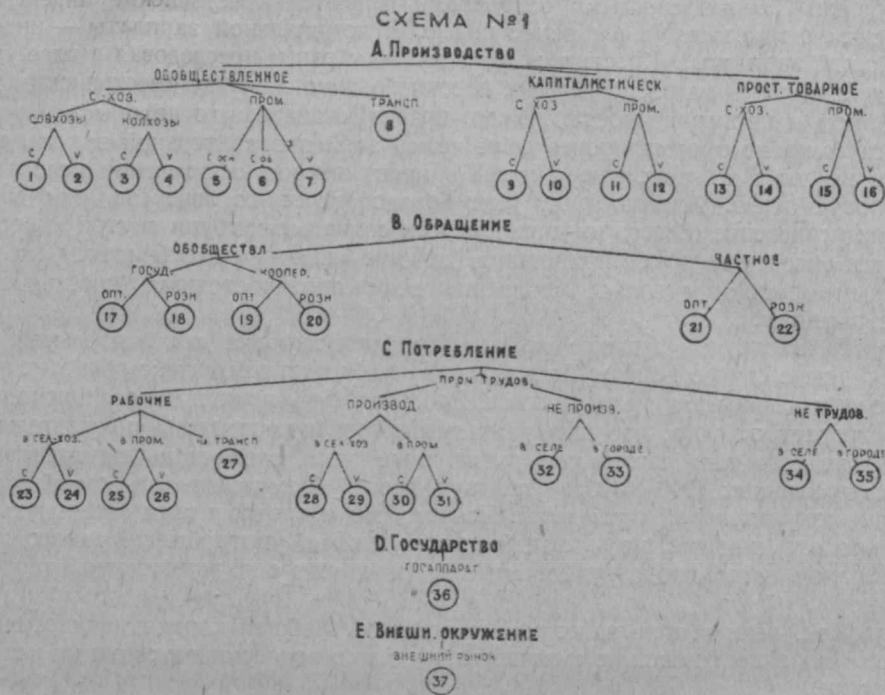 СХЕМА №1
А. Производство
ОБОБЩЕСТВЛЕННОЕ КАПИТАЛИСТИЧЕСК. ПРОСТ. ТОВАРНОЕ
С.-ХОЗ. ПРОМ. ТРАНСП. С ХОЗ ПРОМ. С-ХОЗ. ПРОМ.
СОВХОЗЫ КОЛХОЗЫ
C V C V C V C V C V C V C V
1 2 3 4 5 6 7 8 9 10 11 12 13 14 15 16
В. ОБРАЩЕНИЕ
ОБОБЩЕСТВЛ ЧАСТНОЕ
ГОСУД. КООПЕР.
ОПТ. РОЗН ОПТ РОЗН ОПТ. РОЗН.
17 18 19 20 21 22
С ПОТРЕБЛЕНИЕ
ПРОЧ ТРУДОВ.
РАБОЧИЕ ПРОИЗВОД НЕ ПРОИЗВ. НЕ ТРУДОВ.
В СЕЛ-ХОЗ. В ПРОМ. НА ТРАНСП В СЕЛ-ХОЗ В ПРОМ В СЕЛЕ В ГОРОДЕ В СЕЛЕ В ГОРОДЕ
C V C V C V C V
23 24 25 26 27 28 29 30 31 32 33 34 35
D. ГОСУДАРСТВО
ГОСАППАРАТ
36
Е. ВНЕШН. ОКРУЖЕНИЕ
ВНЕШНИЙ РЫНОК
37